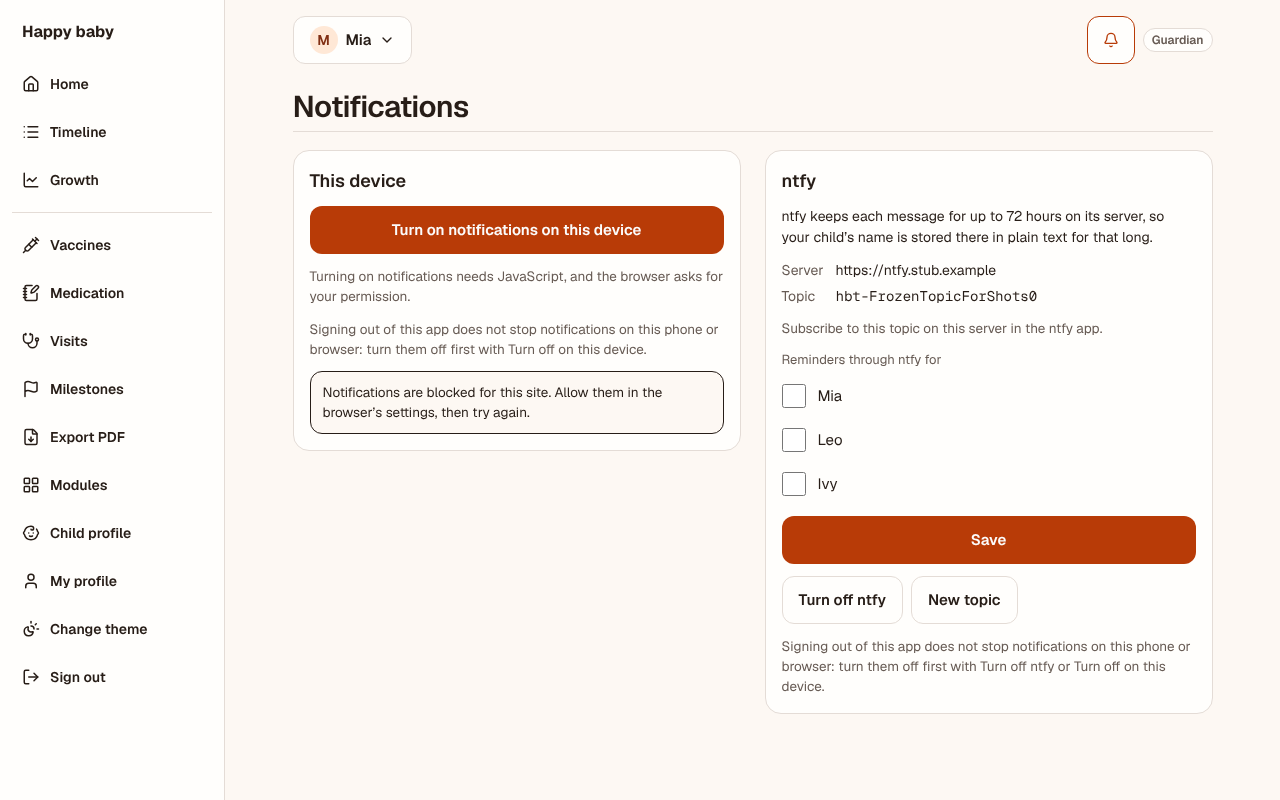 Happy baby
Home
Timeline
Growth
Vaccines
Medication
Visits
Milestones
Export PDF
Modules
Child profile
My profile
Change theme
Sign out
M Mia
Guardian
Notifications
This device
Turn on notifications on this device
Turning on notifications needs JavaScript, and the browser asks for
your permission.
Signing out of this app does not stop notifications on this phone or
browser: turn them off first with Turn off on this device.
Notifications are blocked for this site. Allow them in the
browser’s settings, then try again.
ntfy
ntfy keeps each message for up to 72 hours on its server, so
your child’s name is stored there in plain text for that long.
Server https://ntfy.stub.example
Topic hbt-FrozenTopicForShots0
Subscribe to this topic on this server in the ntfy app.
Reminders through ntfy for
Mia
Leo
Ivy
Save
Turn off ntfy New topic
Signing out of this app does not stop notifications on this phone or
browser: turn them off first with Turn off ntfy or Turn off on this
device.